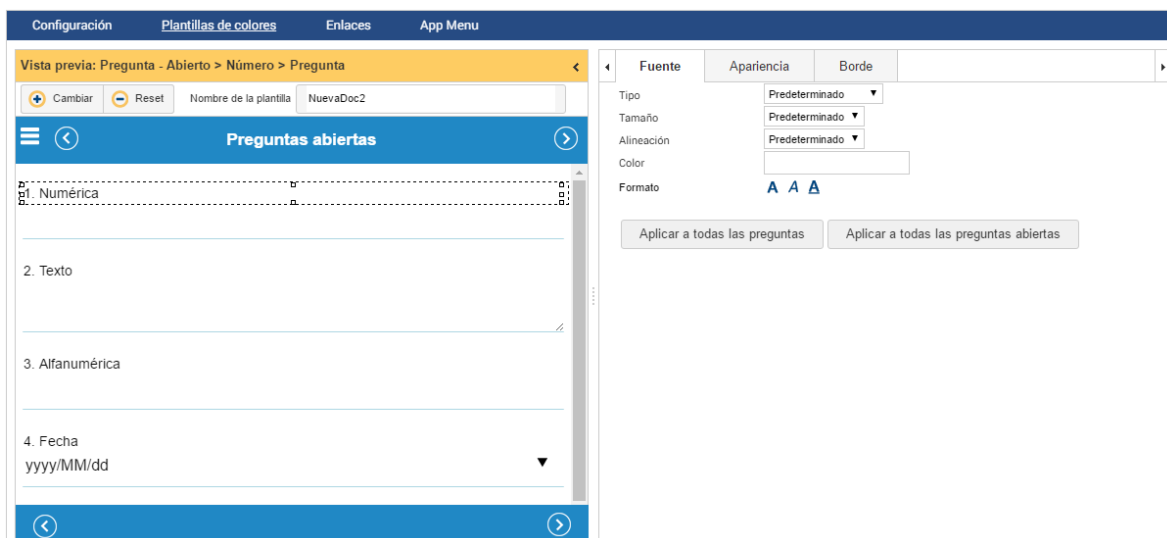 Configuración Plantillas de colores Enlaces App Menu
Vista previa: Pregunta - Abierto > Número > Pregunta
Cambiar Reset Nombre de la plantilla NuevaDoc2
Preguntas abiertas
1. Numérica
2. Texto
3. Alfanumérica
4. Fecha
yyyy/MM/dd
Fuente Apariencia Borde
Tipo Predeterminado
Tamaño Predeterminado
Alineación Predeterminado
Color
Formato A A A
Aplicar a todas las preguntas Aplicar a todas las preguntas abiertas